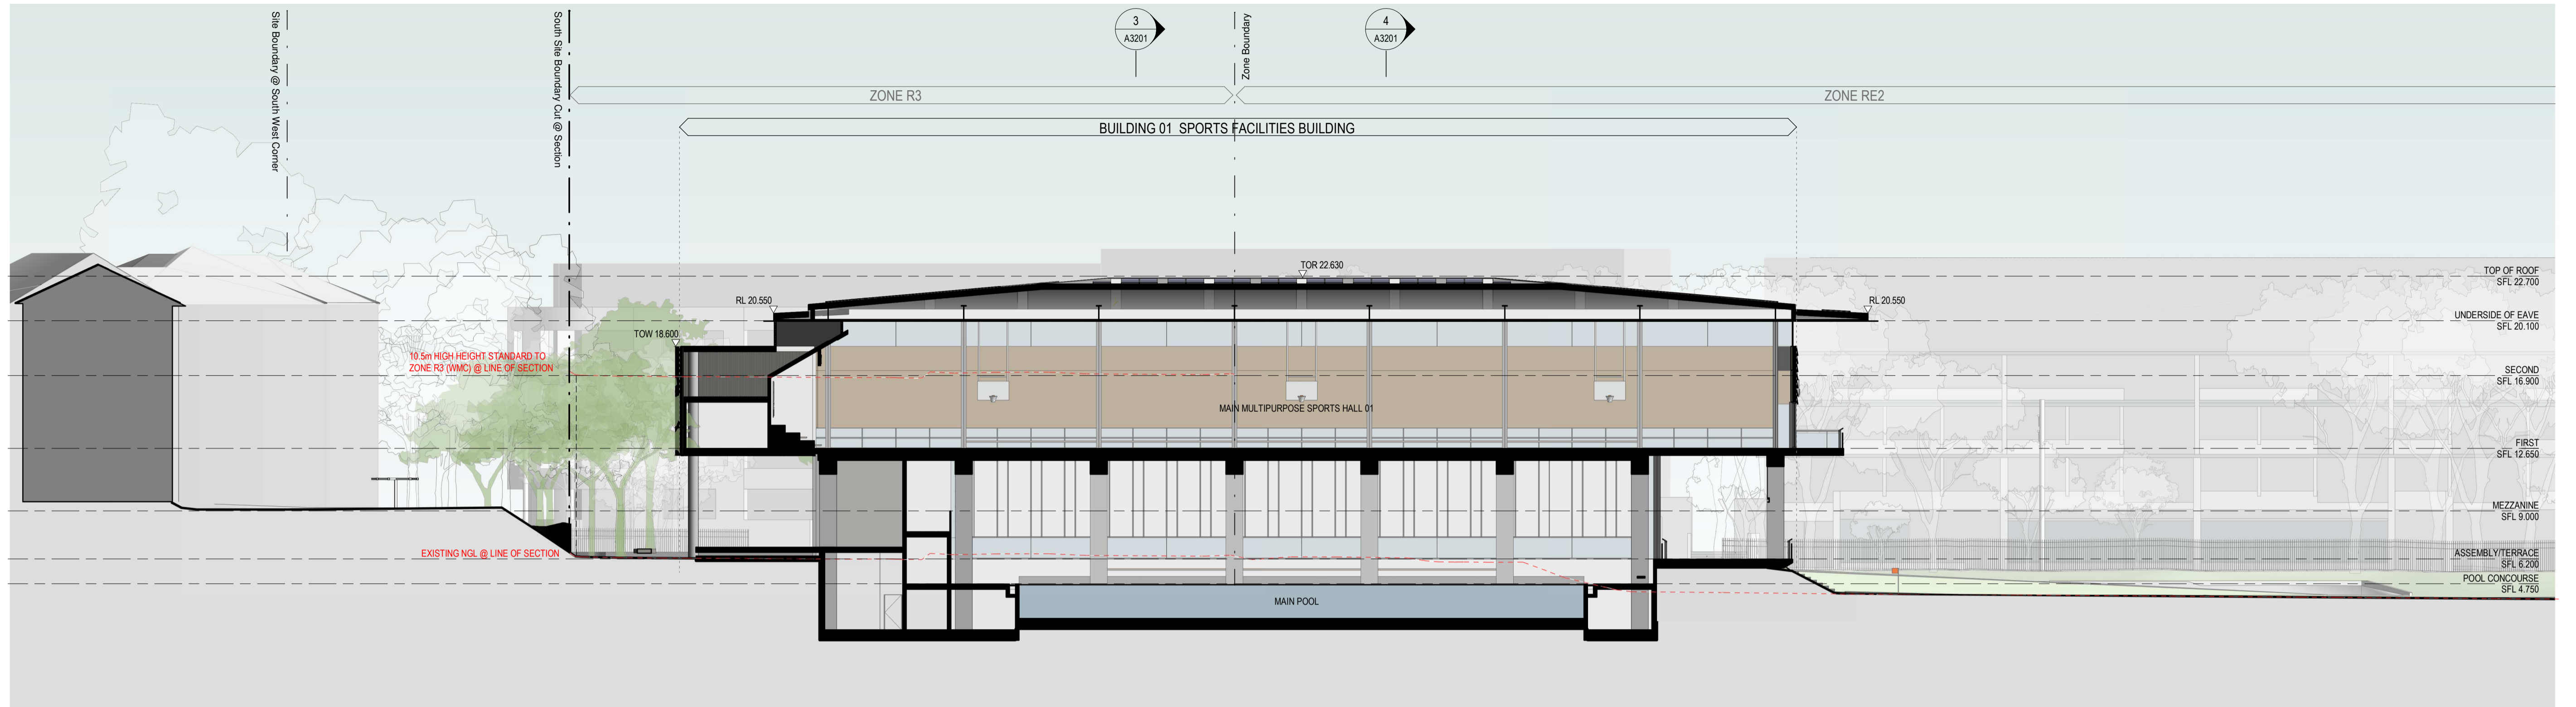 Site Boundary @ South West Corner
South Site Boundary Cut @ Section
3
A3201
Zone Boundary
4
A3201
ZONE R3
ZONE RE2
BUILDING 01 SPORTS FACILITIES BUILDING
TOR 22.630
TOP OF ROOF
SFL 22.700
RL 20.550
RL 20.550
UNDERSIDE OF EAVE
SFL 20.100
TOW 18.600
10.5m HIGH HEIGHT STANDARD TO
ZONE R3 (WMC) @ LINE OF SECTION
SECOND
SFL 16.900
MAIN MULTIPURPOSE SPORTS HALL 01
FIRST
SFL 12.650
MEZZANINE
SFL 9.000
EXISTING NGL @ LINE OF SECTION
ASSEMBLY/TERRACE
SFL 6.200
POOL CONCOURSE
SFL 4.750
MAIN POOL